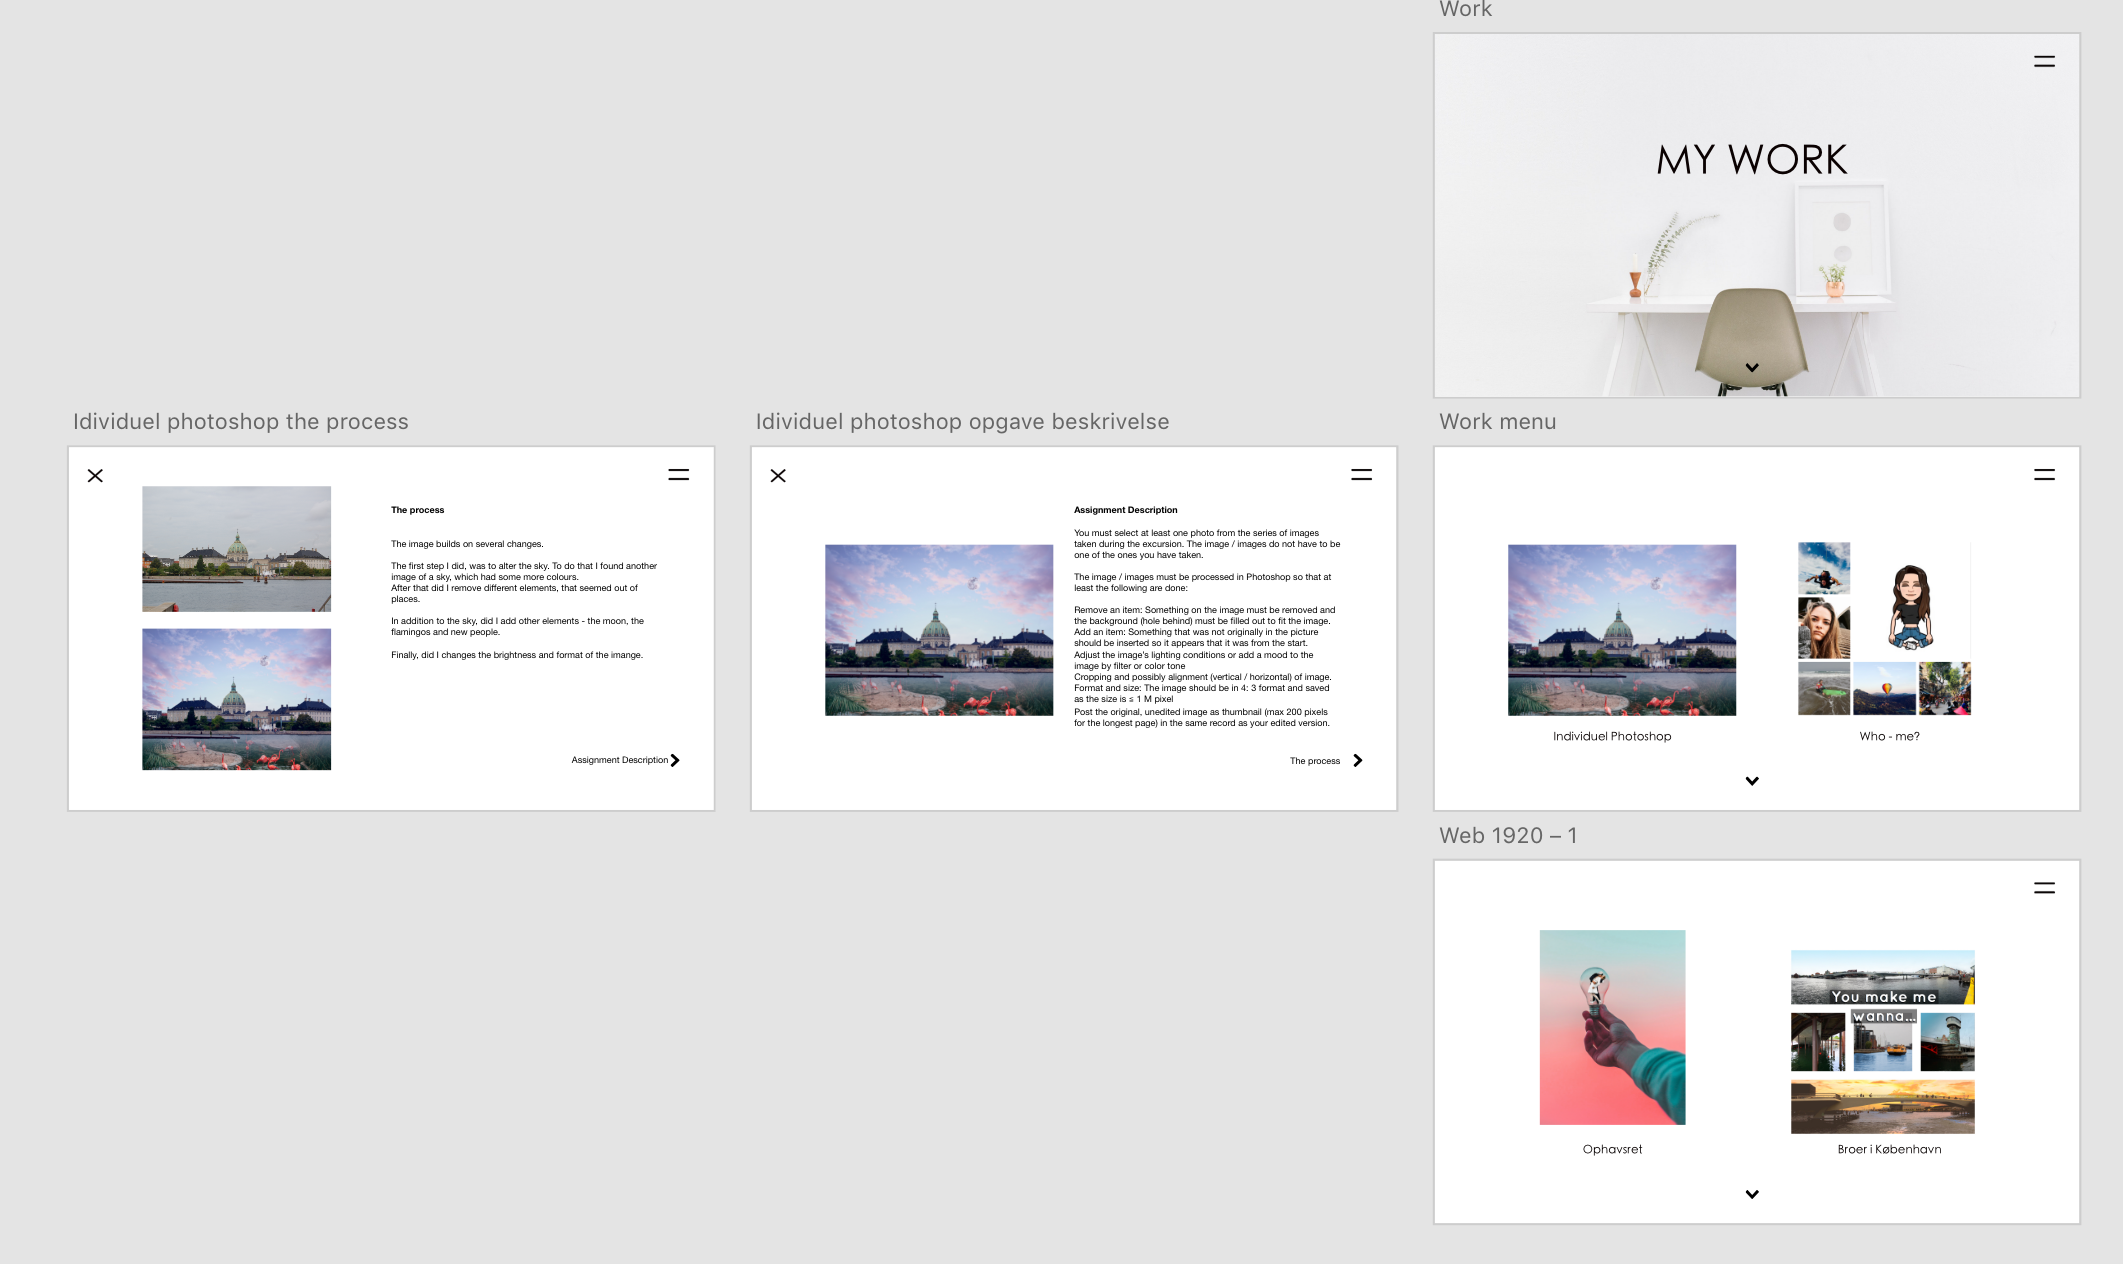 Work
MY WORK
Idividuel photoshop the process
The process
The image builds on several changes.
The first step I did, was to alter the sky. To do that I found another
image of a sky, which had some more colours.
After that did I remove different elements, that seemed out of
places.
In addition to the sky, did I add other elements - the moon, the
flamingos and new people.
Finally, did I changes the brightness and format of the imange.
Assignment Description
Idividuel photoshop opgave beskrivelse
Assignment Description
You must select at least one photo from the series of images
taken during the excursion. The image / images do not have to be
one of the ones you have taken.
The image / images must be processed in Photoshop so that at
least the following are done:
Remove an item: Something on the image must be removed and
the background (hole behind) must be filled out to fit the image.
Add an item: Something that was not originally in the picture
should be inserted so it appears that it was from the start.
Adjust the image's lighting conditions or add a mood to the
image by filter or color tone
Cropping and possibly alignment (vertical / horizontal) of image.
Format and size: The image should be in 4: 3 format and saved
as the size is ≤ 1 M pixel
Post the original, unedited image as thumbnail (max 200 pixels
for the longest page) in the same record as your edited version.
The process
Work menu
Individuel Photoshop
Who - me?
Web 1920 – 1
You make me
wanna...
Ophavsret
Broer i København